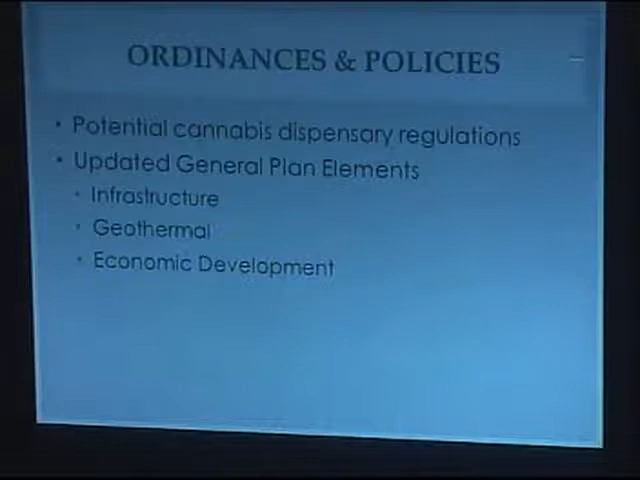 ORDINANCES & POLICIES
• Potential cannabis dispensary regulations
• Updated General Plan Elements
• Infrastructure
• Geothermal
• Economic Development